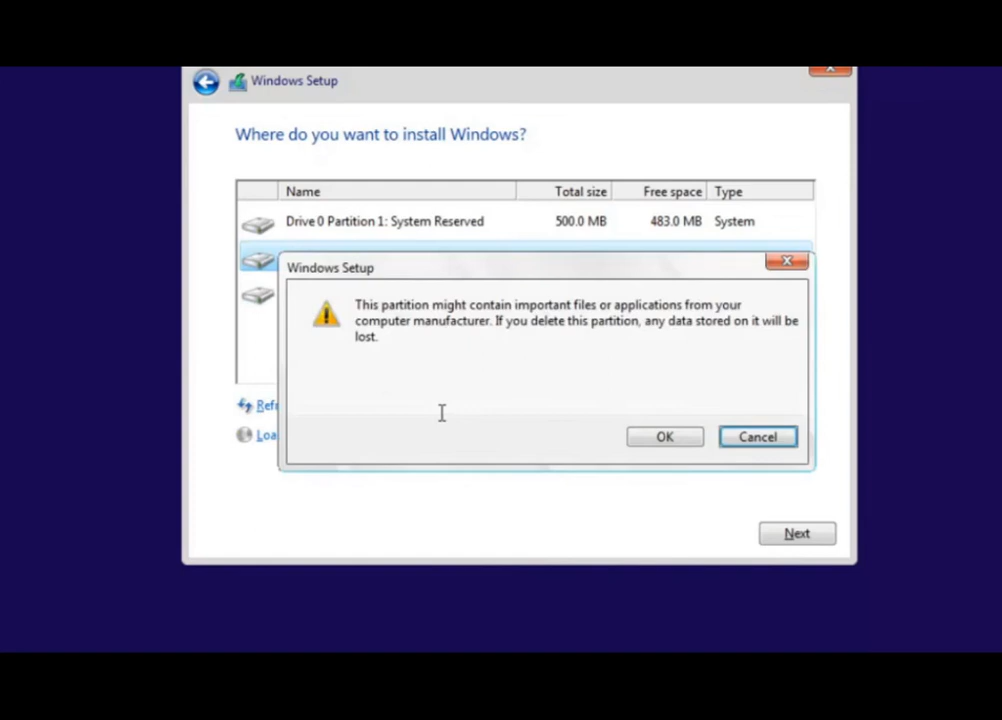 Windows Setup
Where do you want to install Windows?
Name Total size Free space Type
Drive 0 Partition 1: System Reserved 500.0 MB 483.0 MB System
Windows Setup
This partition might contain important files or applications from your
computer manufacturer. If you delete this partition, any data stored on it will be
lost.
Refr
Loa
OK Cancel
Next